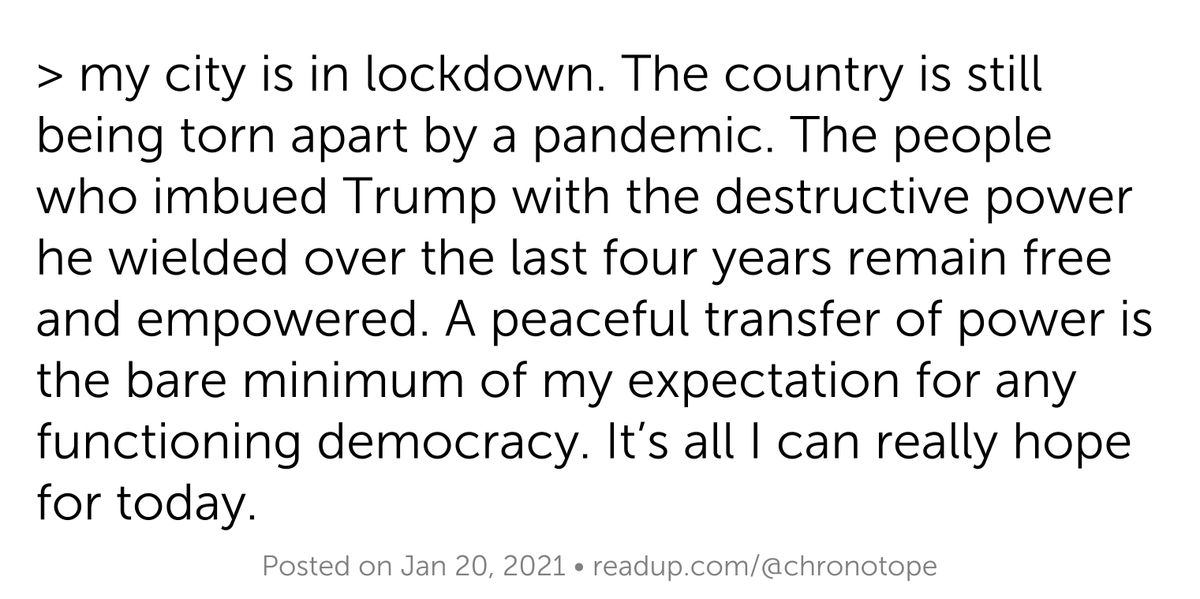 > my city is in lockdown. The country is still
being torn apart by a pandemic. The people
who imbued Trump with the destructive power
he wielded over the last four years remain free
and empowered. A peaceful transfer of power is
the bare minimum of my expectation for any
functioning democracy. It’s all I can really hope
for today.
Posted on Jan 20, 2021 • readup.com/@chronotope